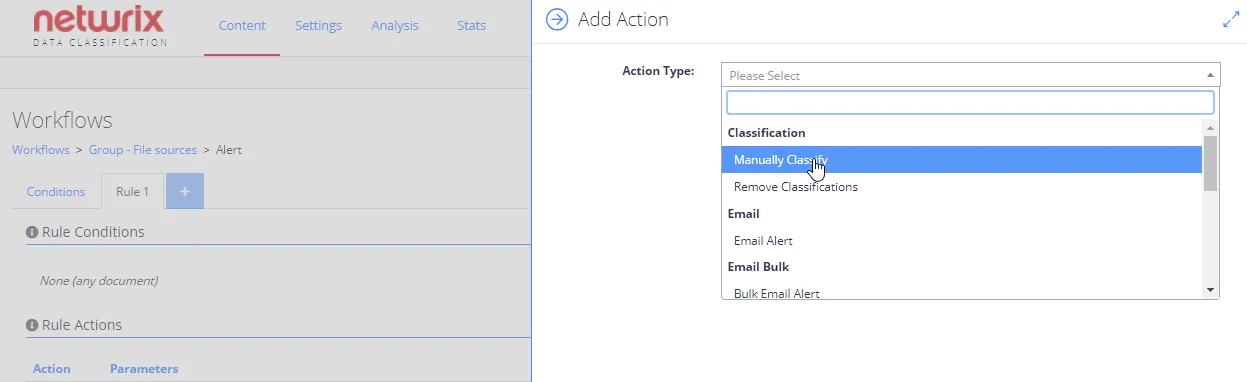 netwrix
DATA CLASSIFICATION
Content
Settings
Analysis
Stats
Workflows
Workflows > Group - File sources > Alert
Conditions
Rule 1
+
Rule Conditions
None (any document)
Rule Actions
Action
Parameters
Add Action
Action Type:
Please Select
Classification
Manually Classify
Remove Classifications
Email
Email Alert
Email Bulk
Bulk Email Alert